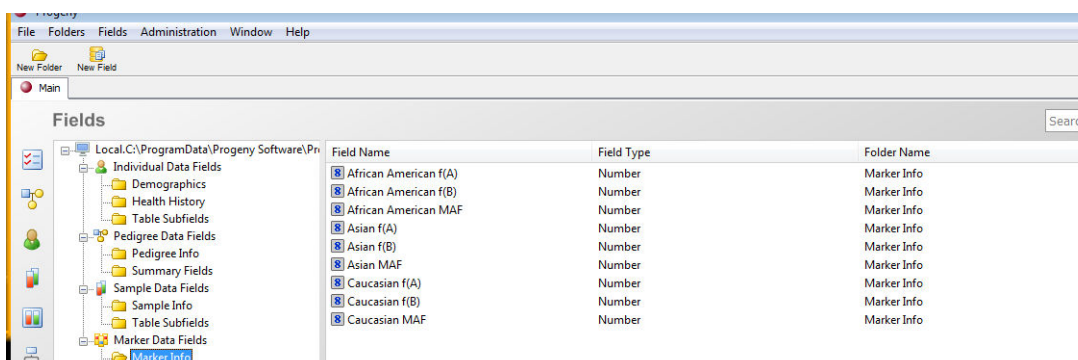 Progeny
File Folders Fields Administration Window Help
New Folder New Field
Main
Fields
Searc
Local.C:\ProgramData\Progeny Software\Pr
Individual Data Fields
Demographics
Health History
Table Subfields
Pedigree Data Fields
Pedigree Info
Summary Fields
Sample Data Fields
Sample Info
Table Subfields
Marker Data Fields
Marker Info
Field Name Field Type Folder Name
African American f(A) Number Marker Info
African American f(B) Number Marker Info
African American MAF Number Marker Info
Asian f(A) Number Marker Info
Asian f(B) Number Marker Info
Asian MAF Number Marker Info
Caucasian f(A) Number Marker Info
Caucasian f(B) Number Marker Info
Caucasian MAF Number Marker Info